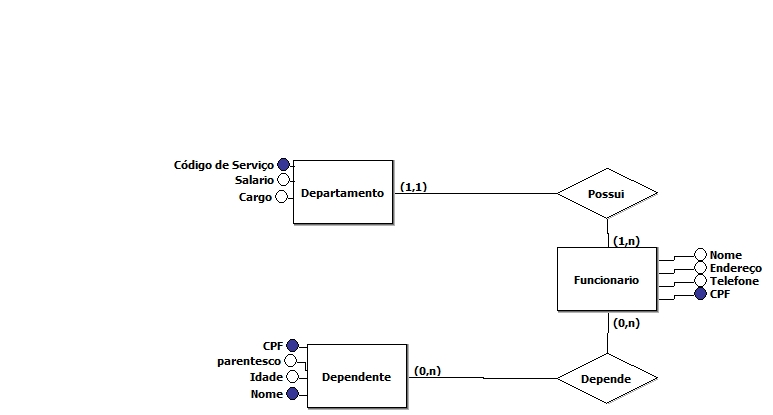 Código de Serviço
Salario
Cargo
Departamento
(1,1)
Possui
(1,n)
Funcionario
Nome
Endereço
Telefone
CPF
(0,n)
CPF
parentesco
Idade
Nome
Dependente
(0,n)
Depende